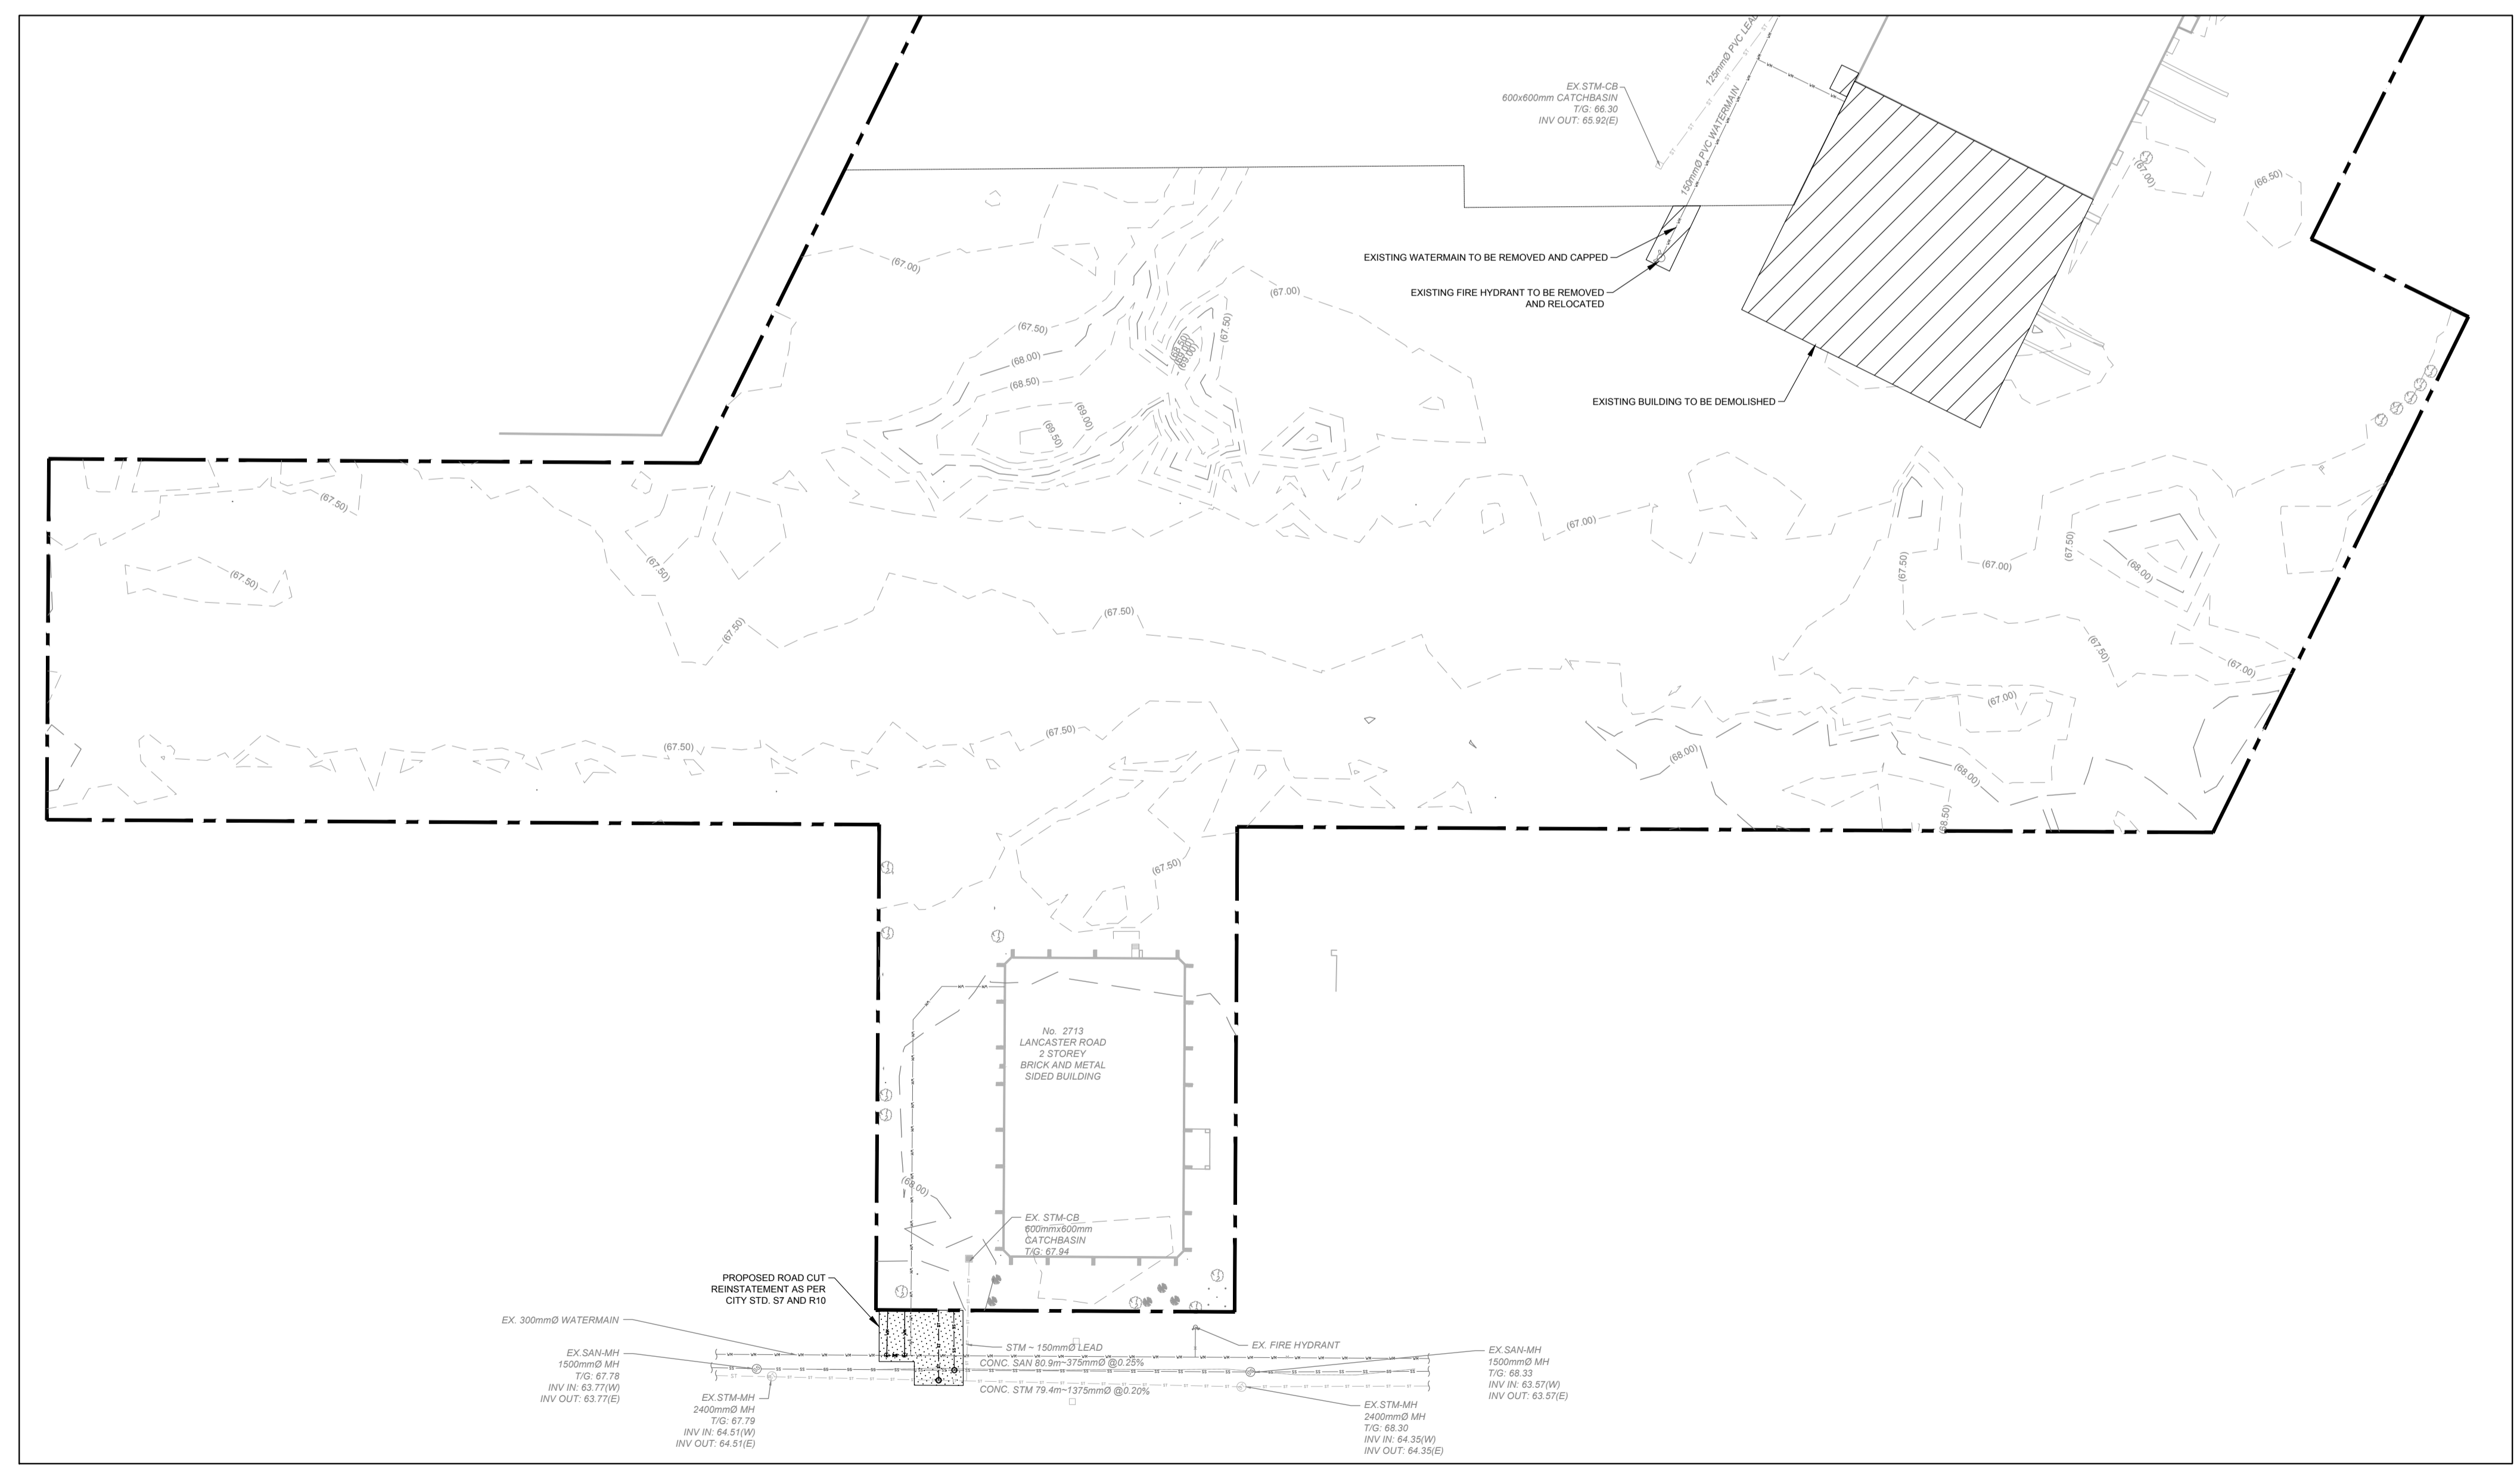 125mmØ PVC LEAD
EX.STM-CB
600x600mm CATCHBASIN
T/G: 66.30
INV OUT: 65.92(E)
150mmØ PVC WATERMAIN
(67.00)
(66.50)
EXISTING WATERMAIN TO BE REMOVED AND CAPPED
(67.00)
EXISTING FIRE HYDRANT TO BE REMOVED
AND RELOCATED
(67.00)
(67.50)
(67.50)
(68.50)
(69.00)
(69.00)
(68.00)
(68.50)
EXISTING BUILDING TO BE DEMOLISHED
(69.00)
(69.50)
(67.50)
(67.00)
(67.50)
(67.50)
(67.50)
(67.50)
(67.00)
(67.50)
(68.00)
(67.50)
(67.50)
(67.50)
(67.00)
(67.00)
(67.50)
(67.50)
(68.00)
(68.00)
(68.50)
(67.50)
No. 2713
LANCASTER ROAD
2 STOREY
BRICK AND METAL
SIDED BUILDING
(68.00)
EX. STM-CB
600mmx600mm
CATCHBASIN
T/G: 67.94
PROPOSED ROAD CUT
REINSTATEMENT AS PER
CITY STD. S7 AND R10
EX. 300mmØ WATERMAIN
STM ~ 150mmØ LEAD
EX. FIRE HYDRANT
CONC. SAN 80.9m~375mmØ @0.25%
EX.SAN-MH
1500mmØ MH
T/G: 67.78
INV IN: 63.77(W)
INV OUT: 63.77(E)
EX.SAN-MH
1500mmØ MH
T/G: 68.33
INV IN: 63.57(W)
INV OUT: 63.57(E)
CONC. STM 79.4m~1375mmØ @0.20%
EX.STM-MH
2400mmØ MH
T/G: 67.79
INV IN: 64.51(W)
INV OUT: 64.51(E)
EX.STM-MH
2400mmØ MH
T/G: 68.30
INV IN: 64.35(W)
INV OUT: 64.35(E)